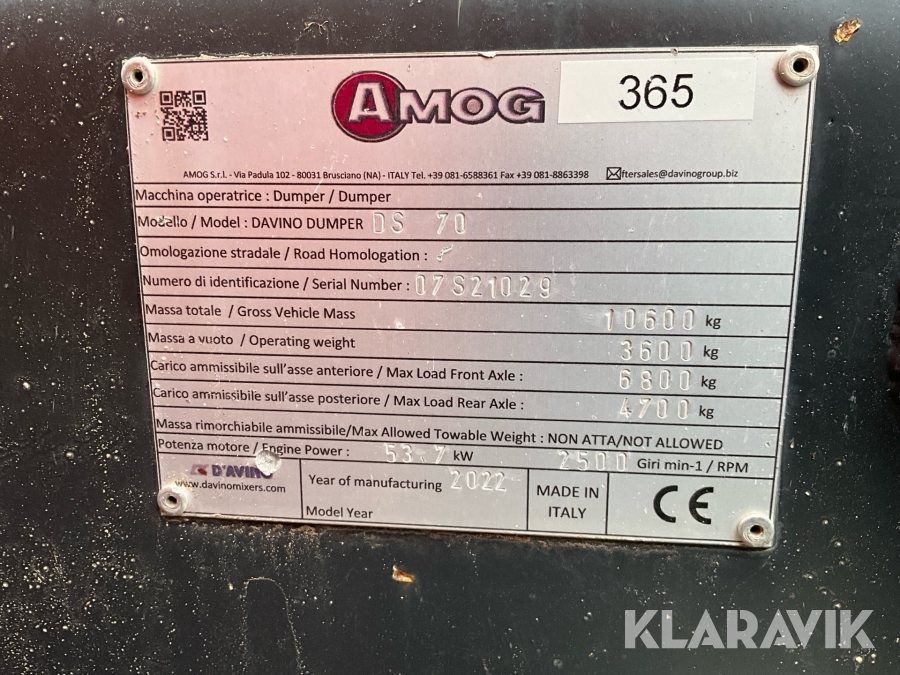 AMOG
365
AMOG S.r.l. - Via Padula 102 - 80031 Brusciano (NA) - ITALY Tel. +39 081-6588361 Fax +39 081-8863398 ftersales@davinogroup.biz
Macchina operatrice : Dumper / Dumper
Modello / Model : DAVINO DUMPER DS 70
Omologazione stradale / Road Homologation :
Numero di identificazione / Serial Number : 07S21029
Massa totale / Gross Vehicle Mass 10600 kg
Massa a vuoto / Operating weight 3600 kg
Carico ammissibile sull'asse anteriore / Max Load Front Axle : 6800 kg
Carico ammissibile sull'asse posteriore / Max Load Rear Axle : 4700 kg
Massa rimorchiabile ammissibile/Max Allowed Towable Weight : NON ATTA/NOT ALLOWED
Potenza motore / Engine Power : 53.7 kW 2500 Giri min-1 / RPM
D'AVINO
www.davinomixers.com
Year of manufacturing 2022
Model Year
MADE IN
ITALY
CE
KLARAVIK